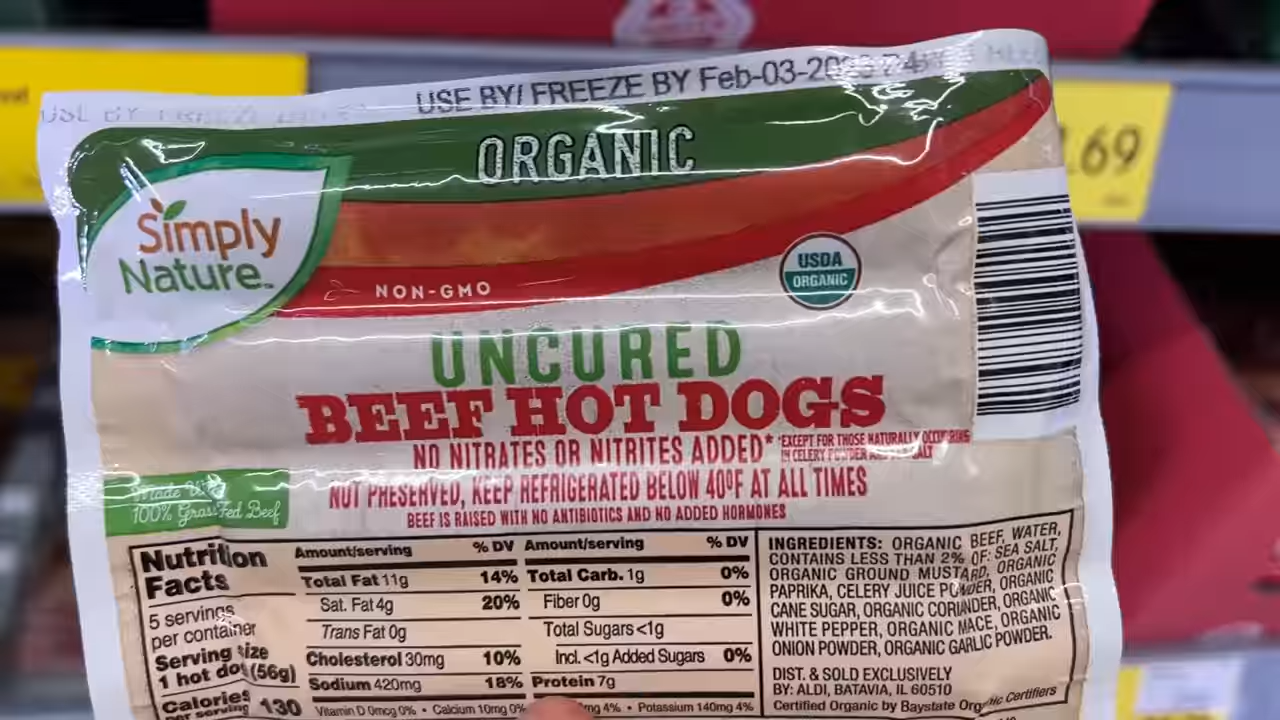 USE BY/ FREEZE BY Feb-03-
ORGANIC
Simply
Nature™
NON-GMO
USDA
ORGANIC
.69
UNCURED
BEEF HOT DOGS
NO NITRATES OR NITRITES ADDED* *EXCEPT FOR THOSE NATURALLY OCCURRING
IN CELERY POWDER AND SEA SALT
NOT PRESERVED, KEEP REFRIGERATED BELOW 40°F AT ALL TIMES
BEEF IS RAISED WITH NO ANTIBIOTICS AND NO ADDED HORMONES
Made With
100% Grass Fed Beef
Nutrition
Facts
5 servings
per container
Serving size
1 hot dog (56g)
Calories
per serving 130
Amount/serving % DV
Total Fat 11g 14%
Sat. Fat 4g 20%
Trans Fat 0g
Cholesterol 30mg 10%
Sodium 420mg 18%
Amount/serving % DV
Total Carb. 1g 0%
Fiber 0g 0%
Total Sugars <1g
Incl. <1g Added Sugars 0%
Protein 7g
Vitamin D 0mcg 0% • Calcium 10mg 0% 4% • Potassium 140mg 4%
INGREDIENTS: ORGANIC BEEF, WATER,
CONTAINS LESS THAN 2% OF: SEA SALT,
ORGANIC GROUND MUSTARD, ORGANIC
PAPRIKA, CELERY JUICE POWDER, ORGANIC
CANE SUGAR, ORGANIC CORIANDER, ORGANIC
WHITE PEPPER, ORGANIC MACE, ORGANIC
ONION POWDER, ORGANIC GARLIC POWDER.
DIST. & SOLD EXCLUSIVELY
BY: ALDI, BATAVIA, IL 60510
Certified Organic by Baystate Organic Certifiers